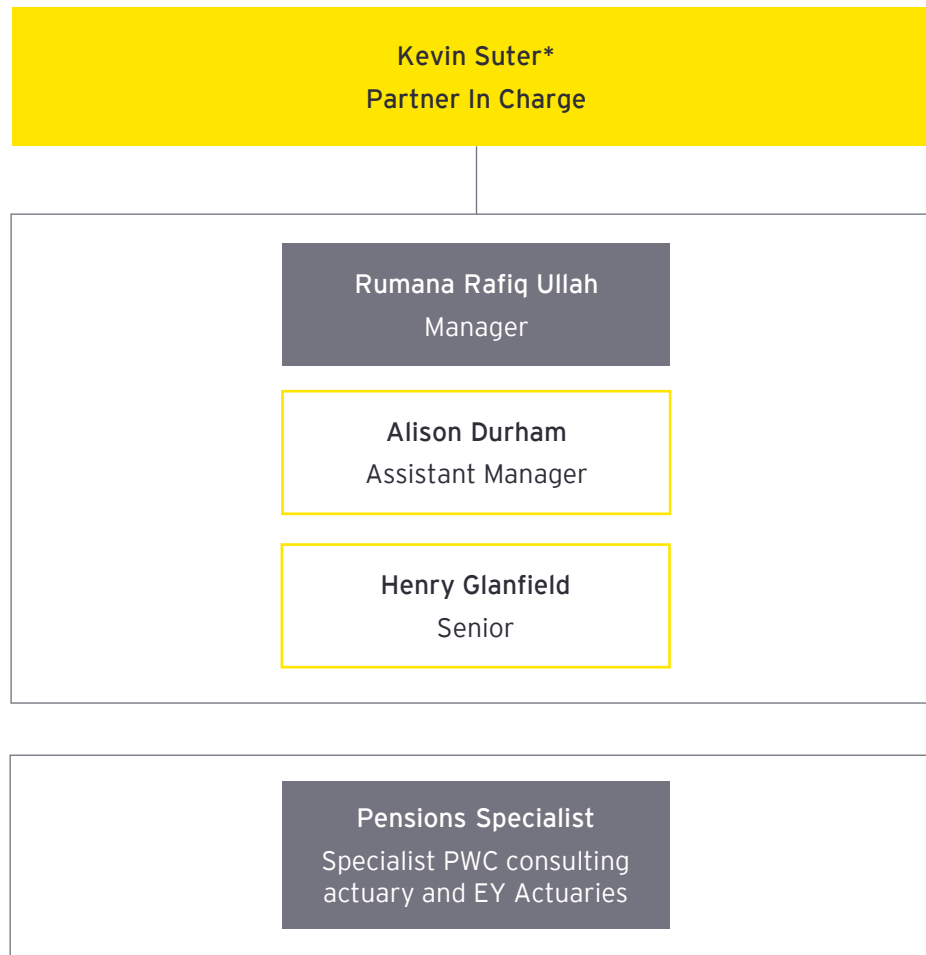 Kevin Suter*
Partner In Charge
Rumana Rafiq Ullah
Manager
Alison Durham
Assistant Manager
Henry Glanfield
Senior
Pensions Specialist
Specialist PWC consulting
actuary and EY Actuaries